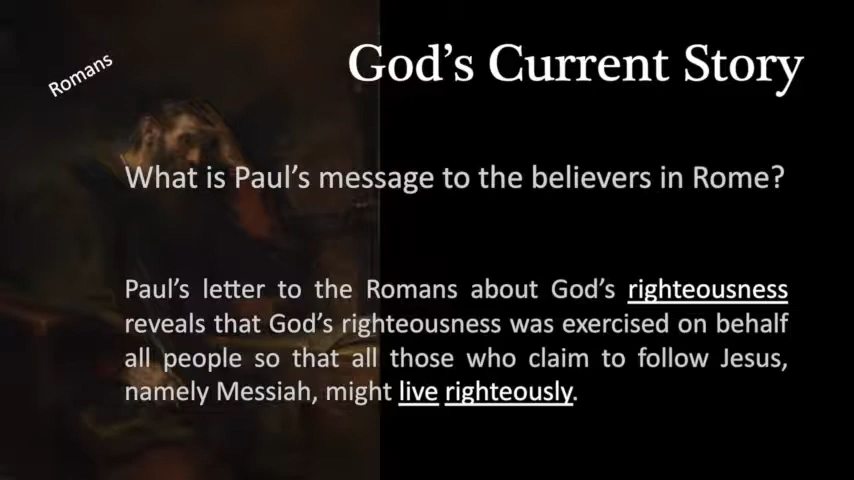 Romans
God's Current Story
What is Paul's message to the believers in Rome?
Paul's letter to the Romans about God's righteousness
reveals that God's righteousness was exercised on behalf
all people so that all those who claim to follow Jesus,
namely Messiah, might live righteously.